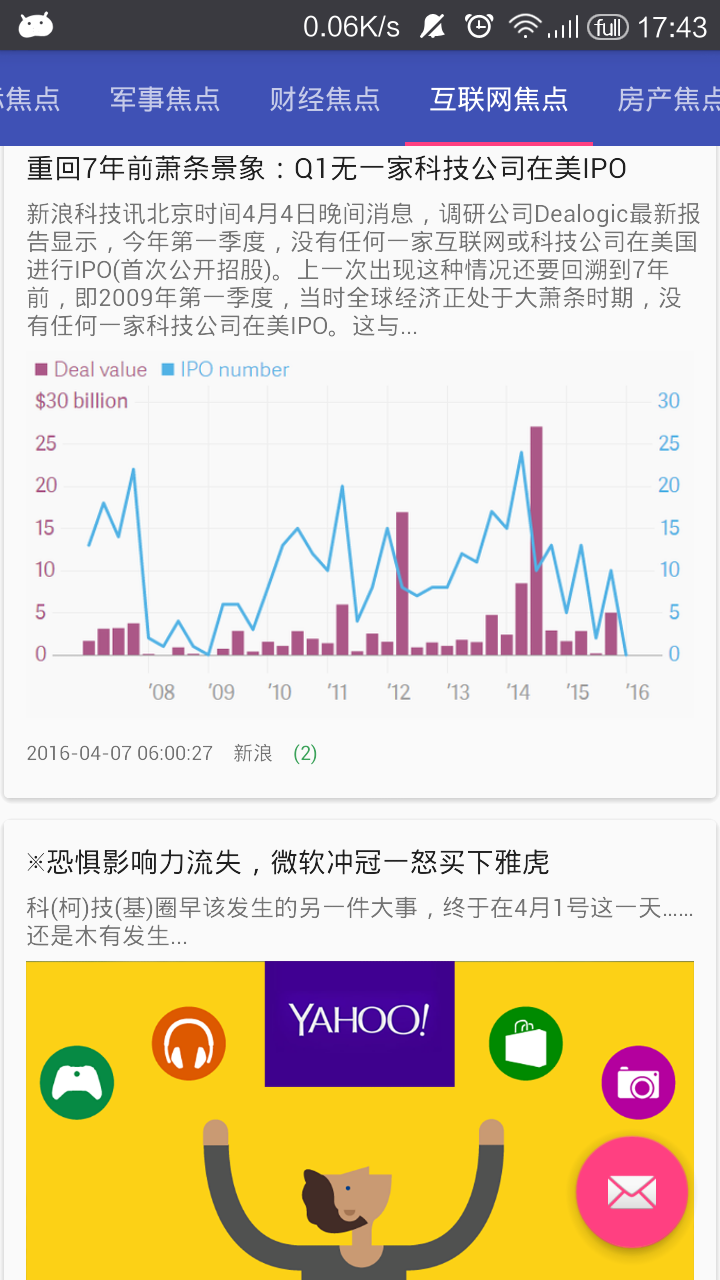 0.06K/s full 17:43
焦点 军事焦点 财经焦点 互联网焦点 房产焦点
重回7年前萧条景象：Q1无一家科技公司在美IPO
新浪科技讯北京时间4月4日晚间消息，调研公司Dealogic最新报
告显示，今年第一季度，没有任何一家互联网或科技公司在美国
进行IPO(首次公开招股)。上一次出现这种情况还要回溯到7年
前，即2009年第一季度，当时全球经济正处于大萧条时期，没
有任何一家科技公司在美IPO。这与...
Deal value IPO number
$30 billion 30
25 25
20 20
15 15
10 10
5 5
0 0
'08 '09 '10 '11 '12 '13 '14 '15 '16
2016-04-07 06:00:27 新浪 (2)
※恐惧影响力流失，微软冲冠一怒买下雅虎
科(柯)技(基)圈早该发生的另一件大事，终于在4月1号这一天……
还是木有发生...
YAHOO!